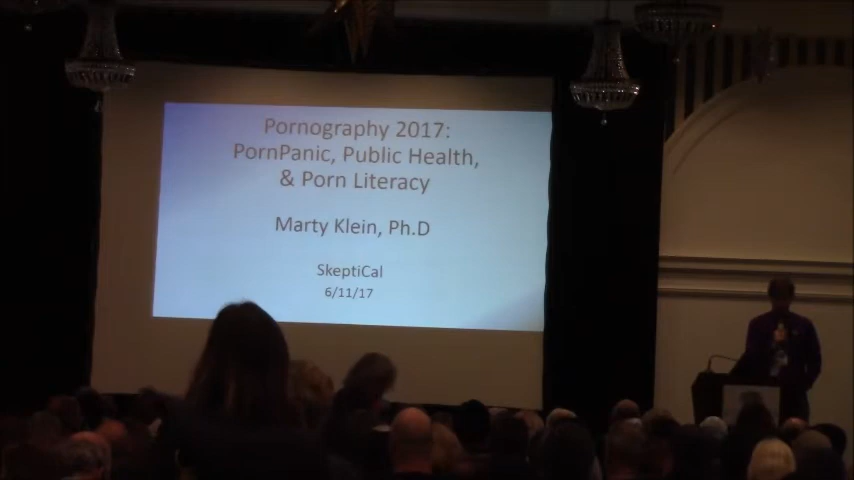 Pornography 2017:
PornPanic, Public Health,
& Porn Literacy
Marty Klein, Ph.D
SkeptiCal
6/11/17